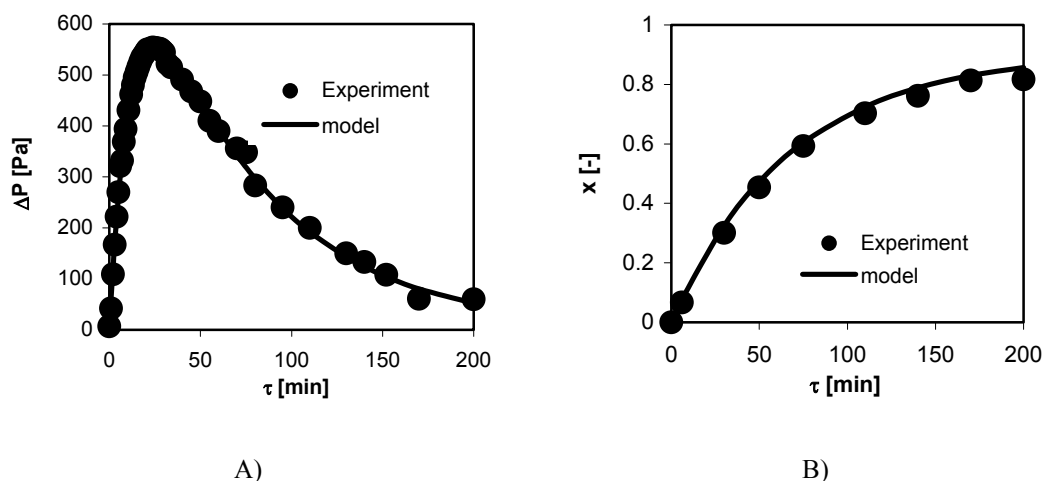 600
500
400
300
200
100
0
ΔP [Pa]
Experiment
model
0 50 100 150 200
τ [min]
A)
1
0.8
0.6
0.4
0.2
0
x [-]
Experiment
model
0 50 100 150 200
τ [min]
B)